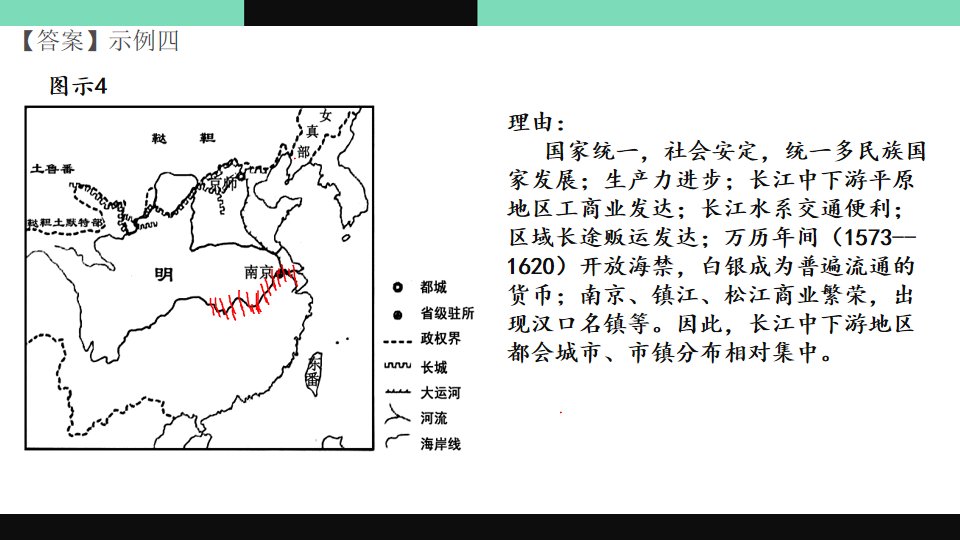 【答案】示例四
图示4
女
真
部
鞑 靼
土鲁番
京师
鞑靼土默特部
明
南京
东
番
都城
省级驻所
政权界
长城
大运河
河流
海岸线
理由：
国家统一，社会安定，统一多民族国
家发展；生产力进步；长江中下游平原
地区工商业发达；长江水系交通便利；
区域长途贩运发达；万历年间（1573—
1620）开放海禁，白银成为普遍流通的
货币；南京、镇江、松江商业繁荣，出
现汉口名镇等。因此，长江中下游地区
都会城市、市镇分布相对集中。